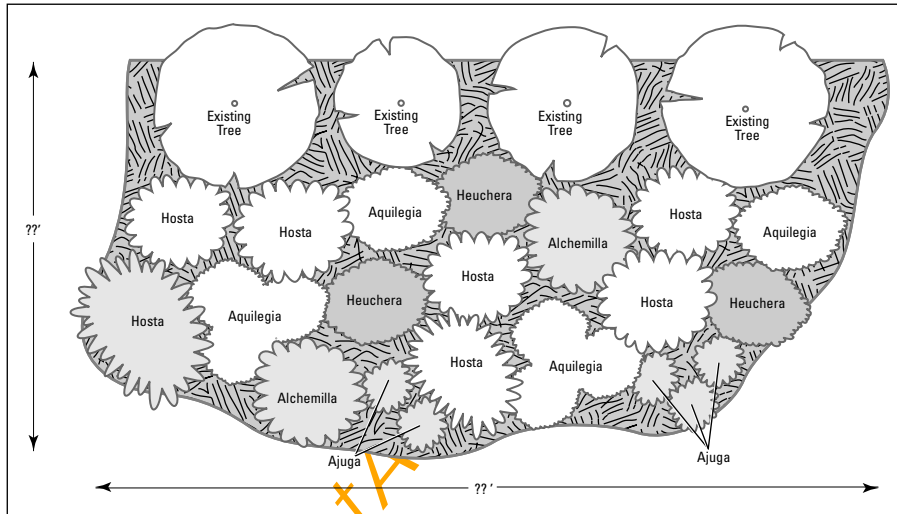 Existing
Tree
Existing
Tree
Existing
Tree
Existing
Tree
Heuchera
Hosta
Hosta
Aquilegia
Hosta
Aquilegia
Alchemilla
??′
Hosta
Hosta
Aquilegia
Heuchera
Hosta
Heuchera
Hosta
Aquilegia
Alchemilla
Ajuga
Ajuga
tA
??′